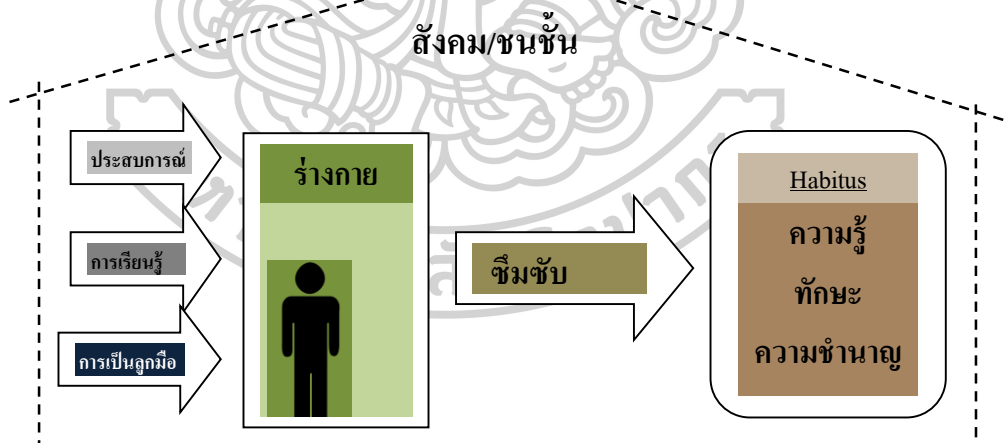 สังคม/ชนชั้น
ประสบการณ์
การเรียนรู้
การเป็นลูกมือ
ร่างกาย
ซึมซับ
Habitus
ความรู้
ทักษะ
ความชำนาญ